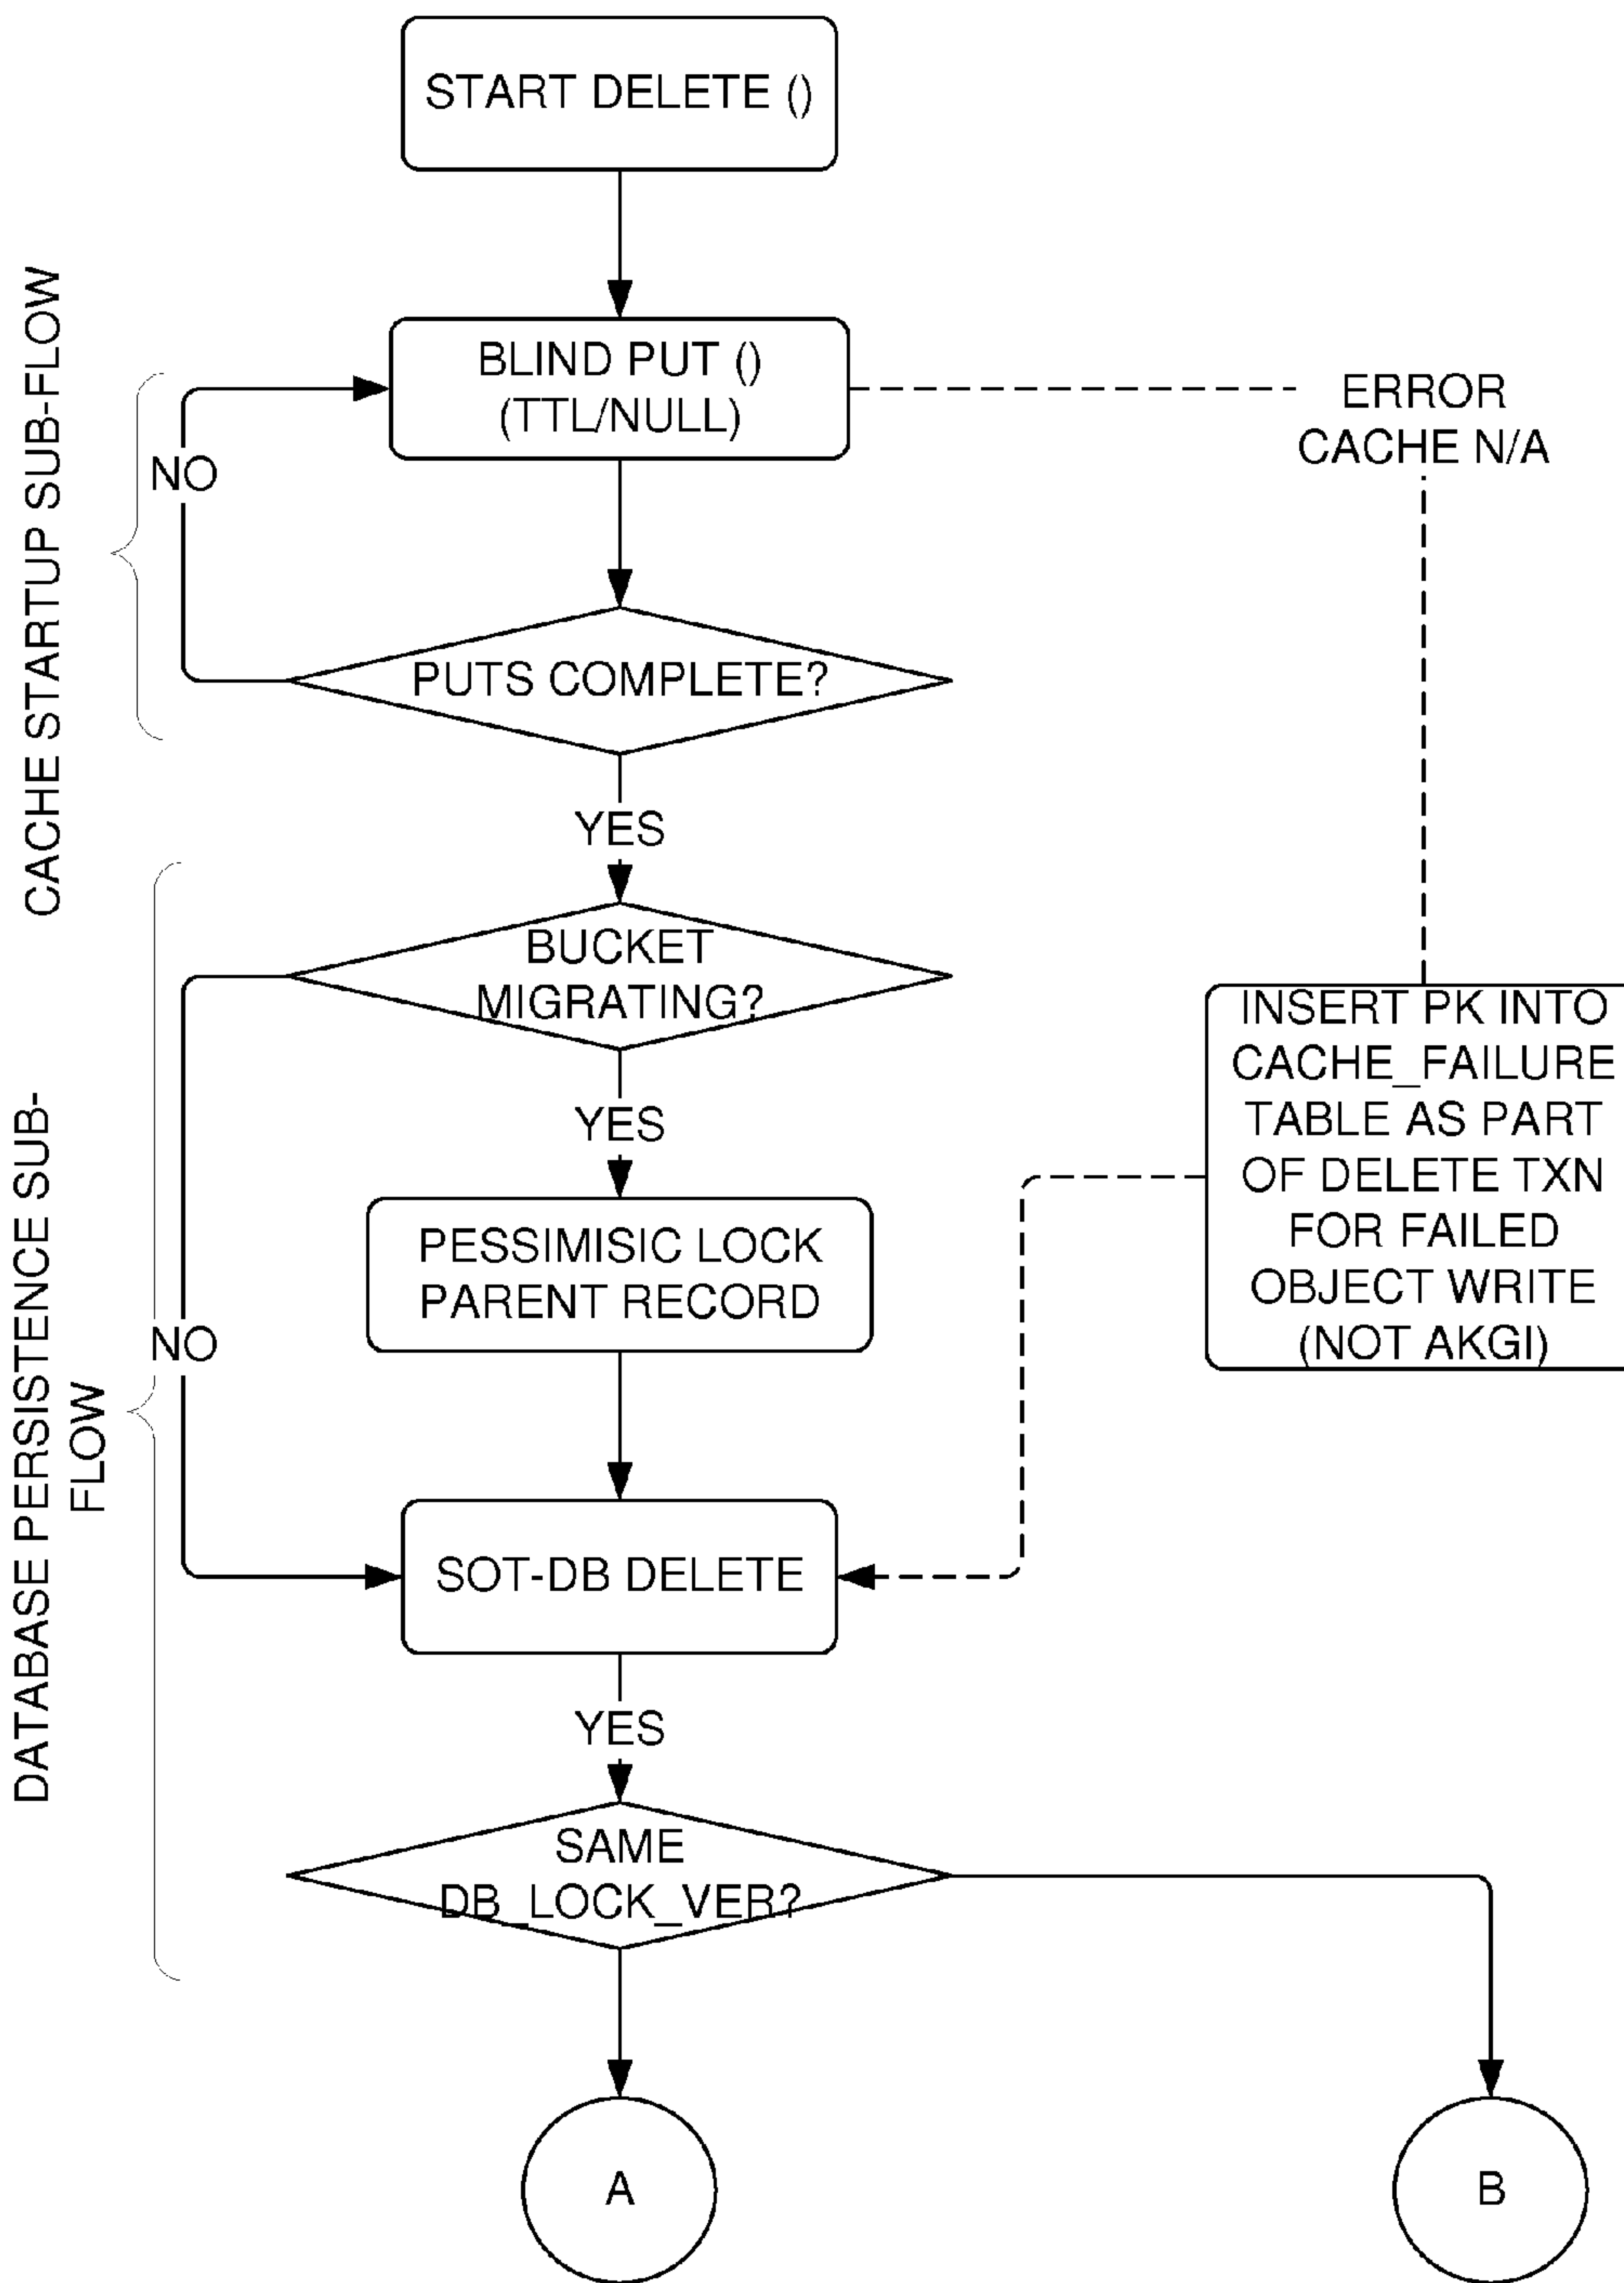 START DELETE ()
CACHE STARTUP SUB-FLOW
BLIND PUT ()
(TTL/NULL)
ERROR
CACHE N/A
NO
PUTS COMPLETE?
YES
BUCKET
MIGRATING?
INSERT PK INTO
CACHE_FAILURE
TABLE AS PART
OF DELETE TXN
FOR FAILED
OBJECT WRITE
(NOT AKGI)
YES
DATABASE PERSISTENCE SUB-
FLOW
PESSIMISIC LOCK
PARENT RECORD
NO
SOT-DB DELETE
YES
SAME
DB_LOCK_VER?
A
B